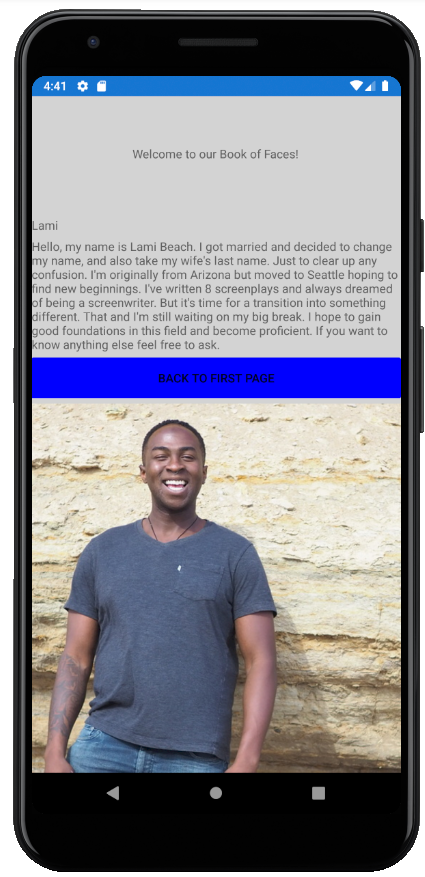 4:41
Welcome to our Book of Faces!
Lami
Hello, my name is Lami Beach. I got married and decided to change
my name, and also take my wife's last name. Just to clear up any
confusion. I'm originally from Arizona but moved to Seattle hoping to
find new beginnings. I've written 8 screenplays and always dreamed
of being a screenwriter. But it's time for a transition into something
different. That and I'm still waiting on my big break. I hope to gain
good foundations in this field and become proficient. If you want to
know anything else feel free to ask.
BACK TO FIRST PAGE